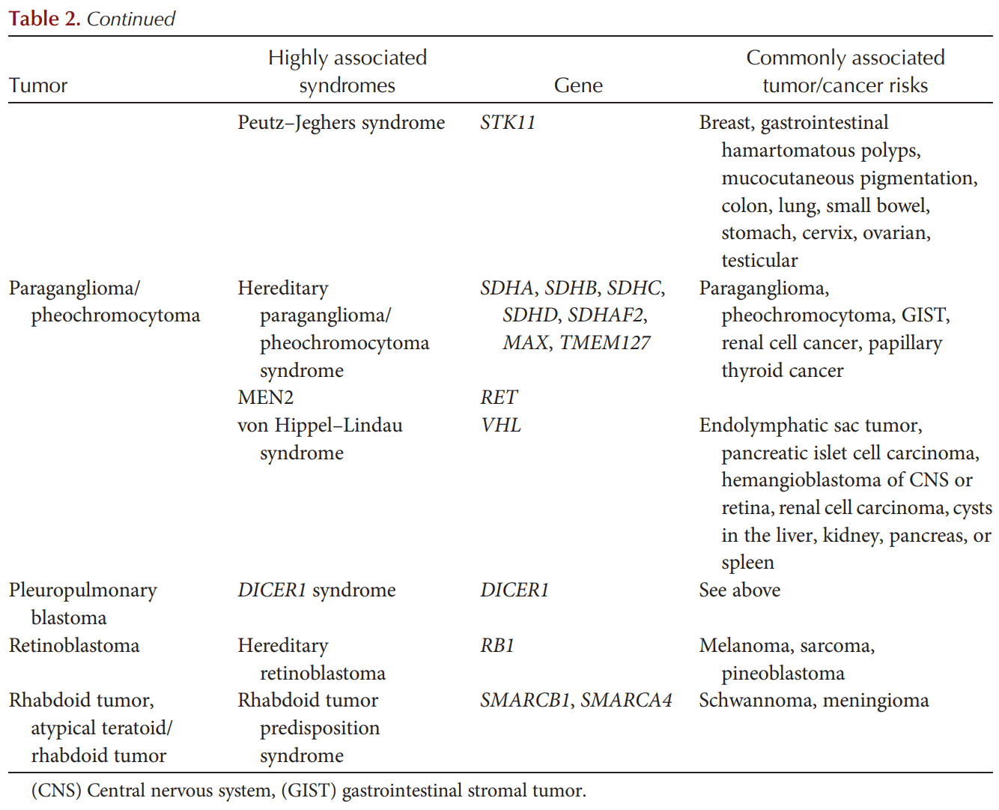 Table 2. Continued
Highly associated Commonly associated
Tumor syndromes Gene tumor/cancer risks
Peutz–Jeghers syndrome STK11 Breast, gastrointestinal
hamartomatous polyps,
mucocutaneous pigmentation,
colon, lung, small bowel,
stomach, cervix, ovarian,
testicular
Paraganglioma/ Hereditary SDHA, SDHB, SDHC, Paraganglioma,
pheochromocytoma paraganglioma/ SDHD, SDHAF2, pheochromocytoma, GIST,
pheochromocytoma MAX, TMEM127 renal cell cancer, papillary
syndrome thyroid cancer
MEN2 RET
von Hippel–Lindau VHL Endolymphatic sac tumor,
syndrome pancreatic islet cell carcinoma,
hemangioblastoma of CNS or
retina, renal cell carcinoma, cysts
in the liver, kidney, pancreas, or
spleen
Pleuropulmonary DICER1 syndrome DICER1 See above
blastoma
Retinoblastoma Hereditary RB1 Melanoma, sarcoma,
retinoblastoma pineoblastoma
Rhabdoid tumor, Rhabdoid tumor SMARCB1, SMARCA4 Schwannoma, meningioma
atypical teratoid/ predisposition
rhabdoid tumor syndrome
(CNS) Central nervous system, (GIST) gastrointestinal stromal tumor.